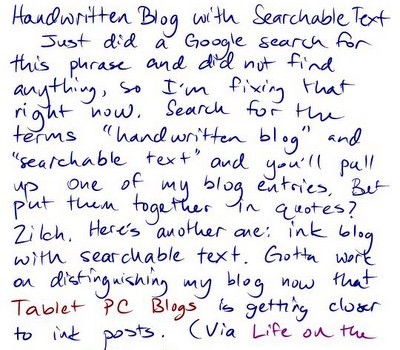 Handwritten Blog with Searchable Text
Just did a Google search for
this phrase and did not find
anything, so I'm fixing that
right now. Search for the
terms "handwritten blog" and
"searchable text" and you'll pull
up one of my blog entries. But
put them together in quotes?
Zilch. Here's another one: ink blog
with searchable text. Gotta work
on distinguishing my blog now that
Tablet PC Blogs is getting closer
to ink posts. (Via Life on the